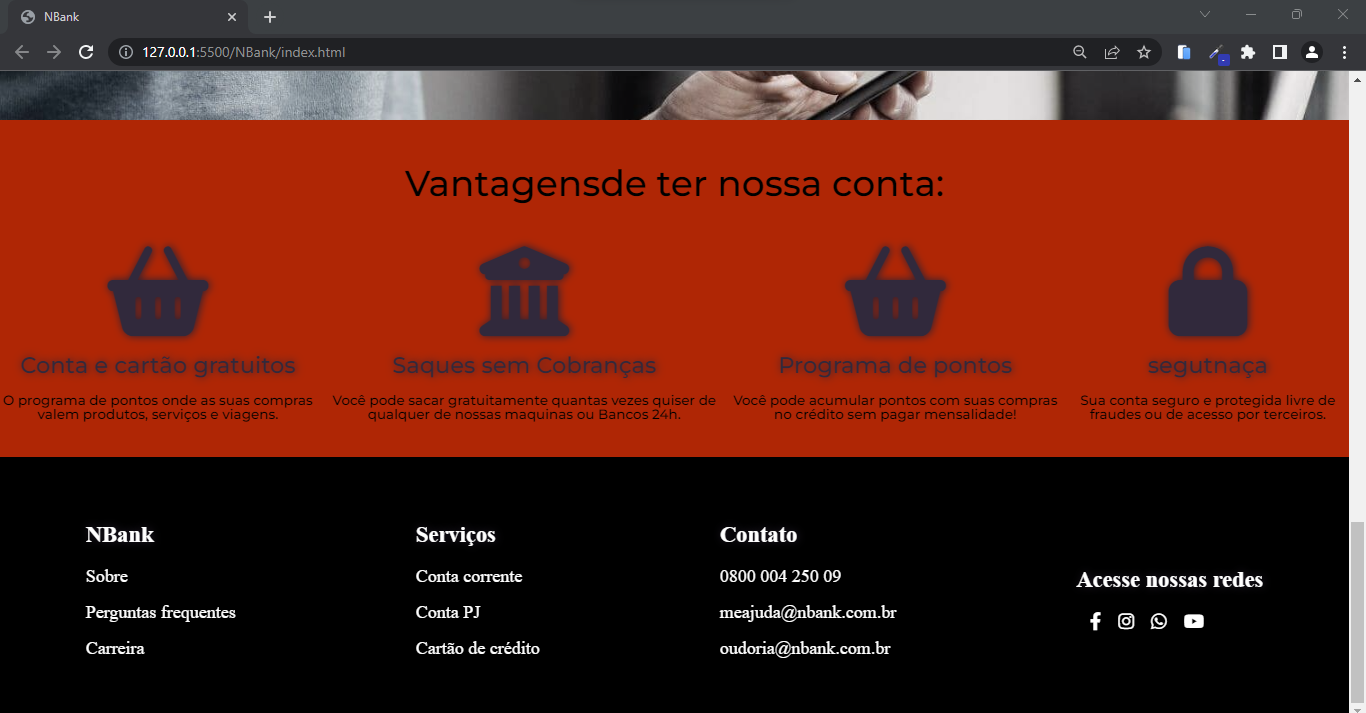 NBank
127.0.0.1:5500/NBank/index.html
Vantagensde ter nossa conta:
Conta e cartão gratuitos
O programa de pontos onde as suas compras
valem produtos, serviços e viagens.
Saques sem Cobranças
Você pode sacar gratuitamente quantas vezes quiser de
qualquer de nossas maquinas ou Bancos 24h.
Programa de pontos
Você pode acumular pontos com suas compras
no crédito sem pagar mensalidade!
segutnaça
Sua conta seguro e protegida livre de
fraudes ou de acesso por terceiros.
NBank
Sobre
Perguntas frequentes
Carreira
Serviços
Conta corrente
Conta PJ
Cartão de crédito
Contato
0800 004 250 09
meajuda@nbank.com.br
oudoria@nbank.com.br
Acesse nossas redes